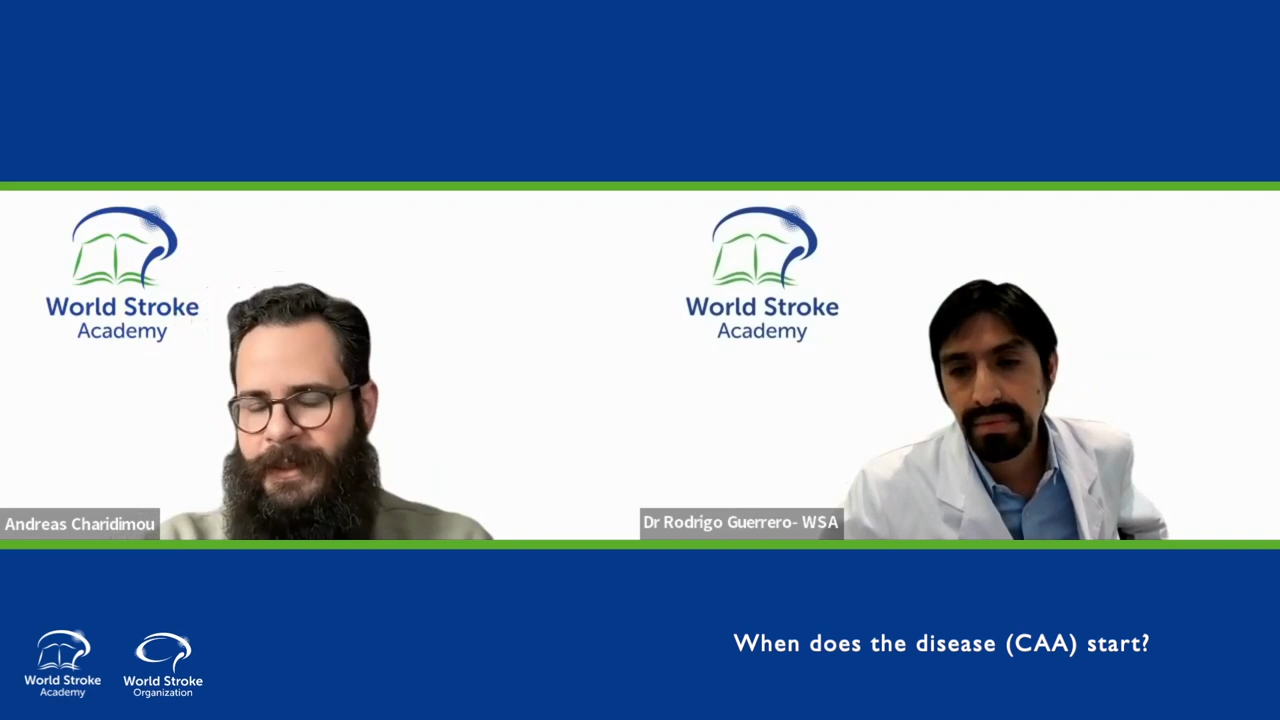 World Stroke
Academy
World Stroke
Academy
Andreas Charidimou
Dr Rodrigo Guerrero- WSA
When does the disease (CAA) start?
World Stroke
Academy
World Stroke
Organization